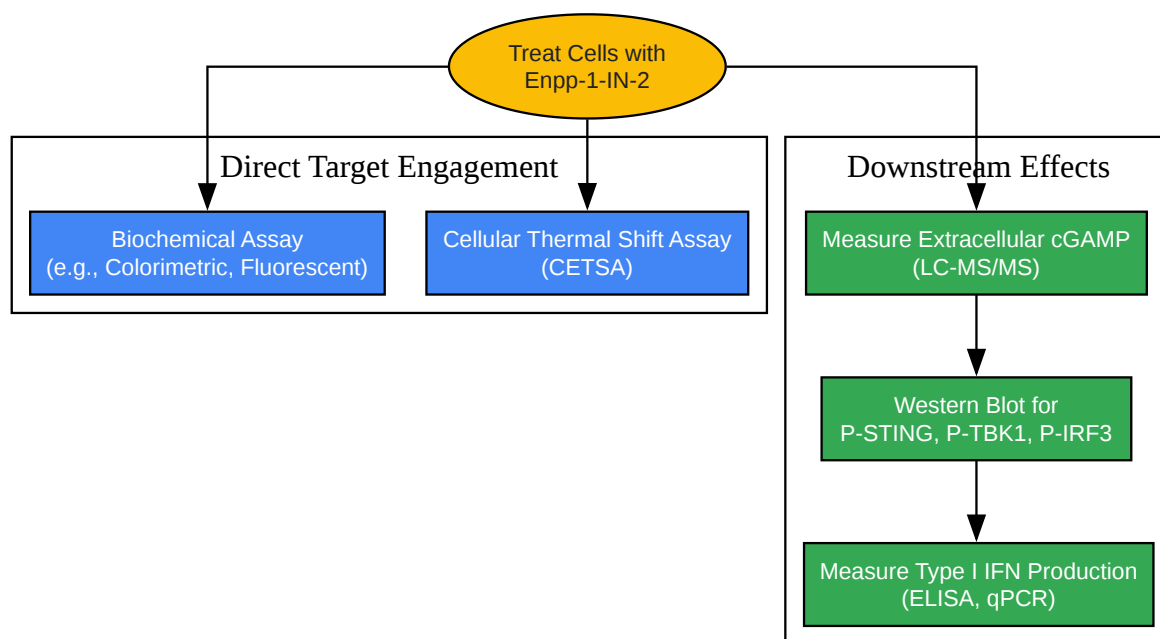 Treat Cells with
Enpp-1-IN-2
Direct Target Engagement
Biochemical Assay
(e.g., Colorimetric, Fluorescent)
Cellular Thermal Shift Assay
(CETSA)
Downstream Effects
Measure Extracellular cGAMP
(LC-MS/MS)
Western Blot for
P-STING, P-TBK1, P-IRF3
Measure Type I IFN Production
(ELISA, qPCR)